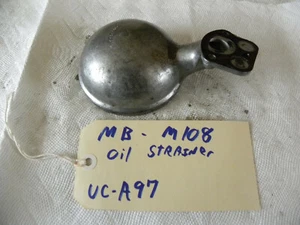 MB - M108
oil STRAINer
UC-A97